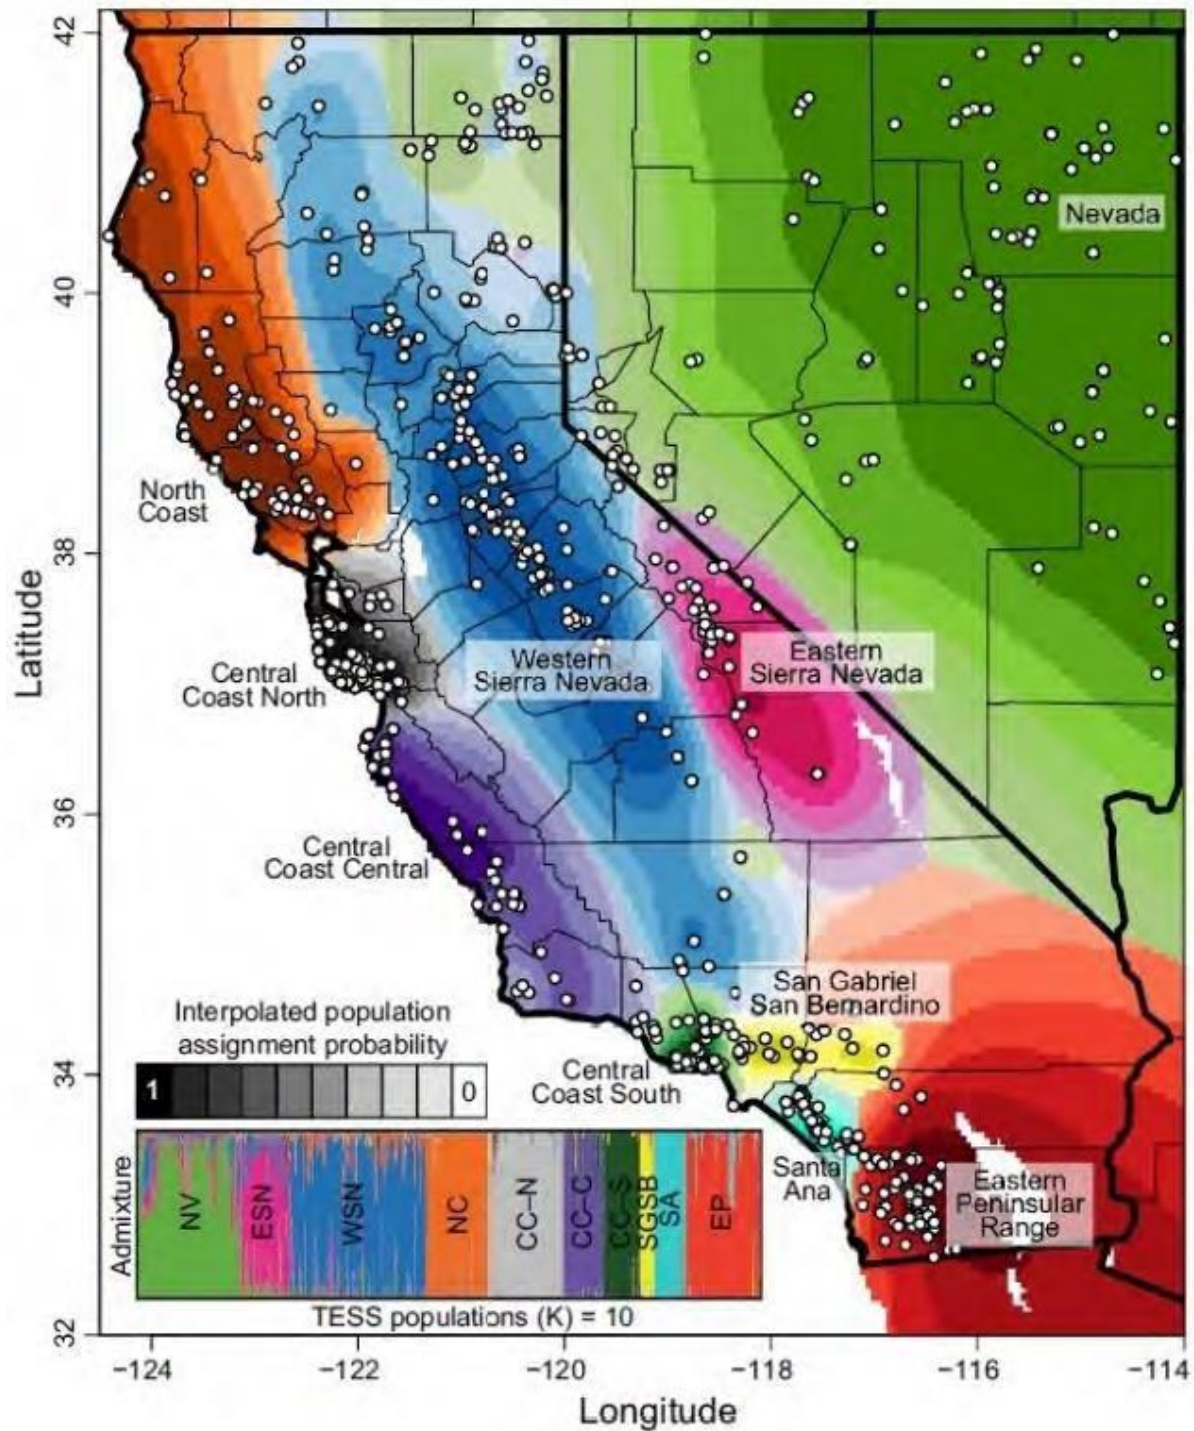 42
40
38
36
34
32
Latitude
Nevada
North
Coast
Central
Coast North
Western
Sierra Nevada
Eastern
Sierra Nevada
Central
Coast Central
San Gabriel
San Bernardino
Central
Coast South
Santa
Ana
Eastern
Peninsular
Range
Interpolated population
assignment probability
1 0
Admixture
NV ESN WSN NC CC–N CC–C CC–S SGSB SA EP
TESS populations (K) = 10
−124 −122 −120 −118 −116 −114
Longitude